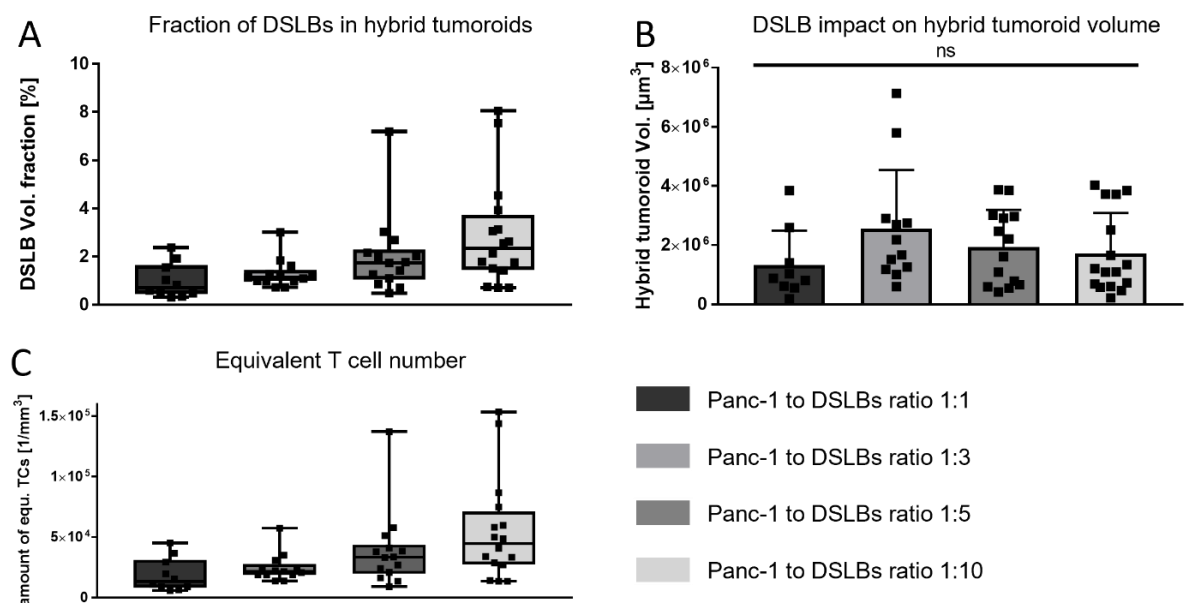 A
Fraction of DSLBs in hybrid tumoroids
DSLB Vol. fraction [%]
10
8
6
4
2
0
B
DSLB impact on hybrid tumoroid volume
ns
Hybrid tumoroid Vol. [µm³]
8×10⁶
6×10⁶
4×10⁶
2×10⁶
0
C
Equivalent T cell number
amount of equ. TCs [1/mm³]
1.5×10⁵
1×10⁵
5×10⁴
0
Panc-1 to DSLBs ratio 1:1
Panc-1 to DSLBs ratio 1:3
Panc-1 to DSLBs ratio 1:5
Panc-1 to DSLBs ratio 1:10